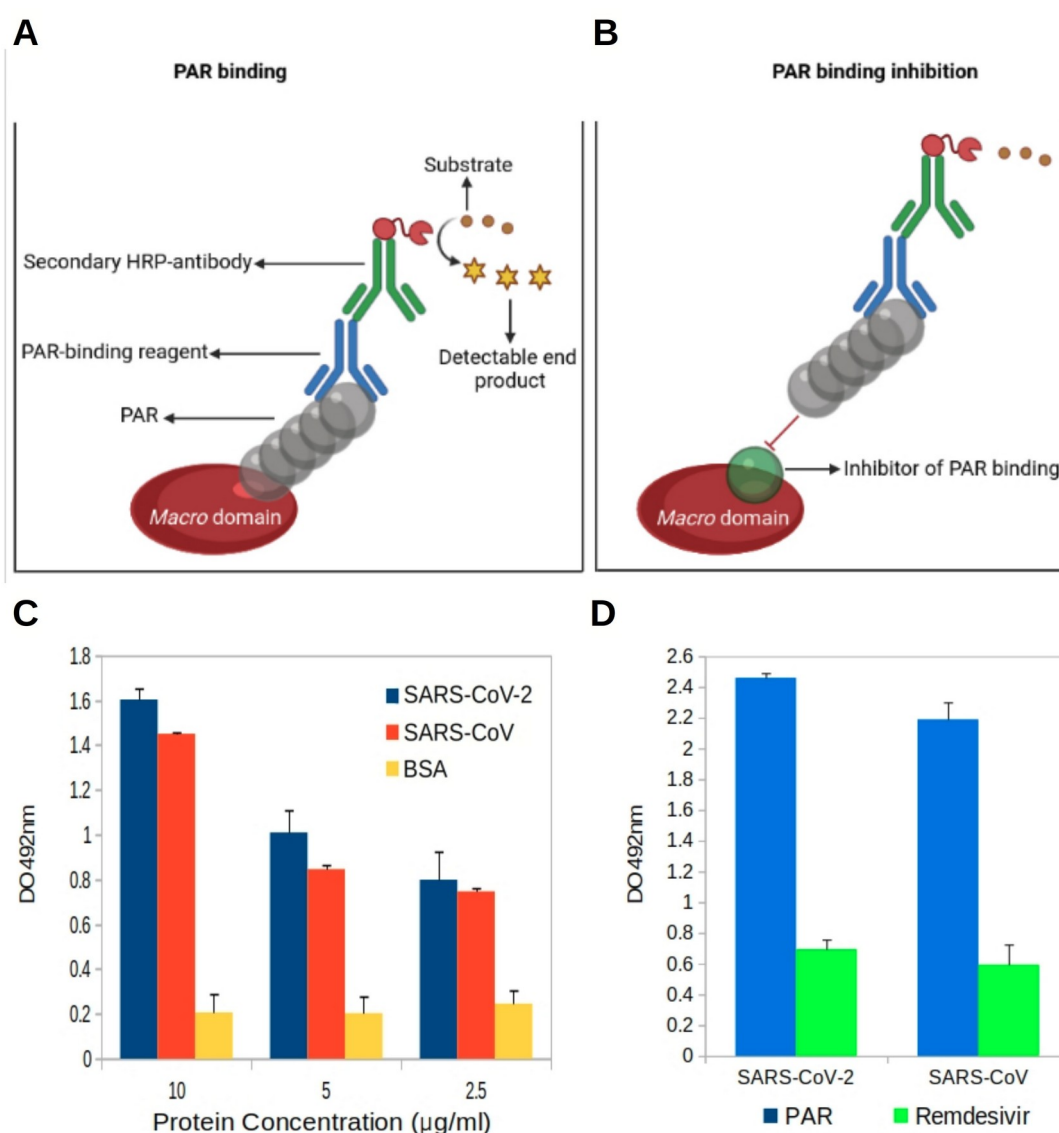 A
B
PAR binding
PAR binding inhibition
Substrate
Secondary HRP-antibody
PAR-binding reagent
Detectable end
product
PAR
Macro domain
Inhibitor of PAR binding
Macro domain
C
D
1.8
1.6
1.4
1.2
1
0.8
0.6
0.4
0.2
0
DO492nm
SARS-CoV-2
SARS-CoV
BSA
10
5
2.5
Protein Concentration (µg/ml)
2.6
2.4
2.2
2
1.8
1.6
1.4
1.2
1
0.8
0.6
0.4
0.2
0
DO492nm
SARS-CoV-2
SARS-CoV
PAR
Remdesivir